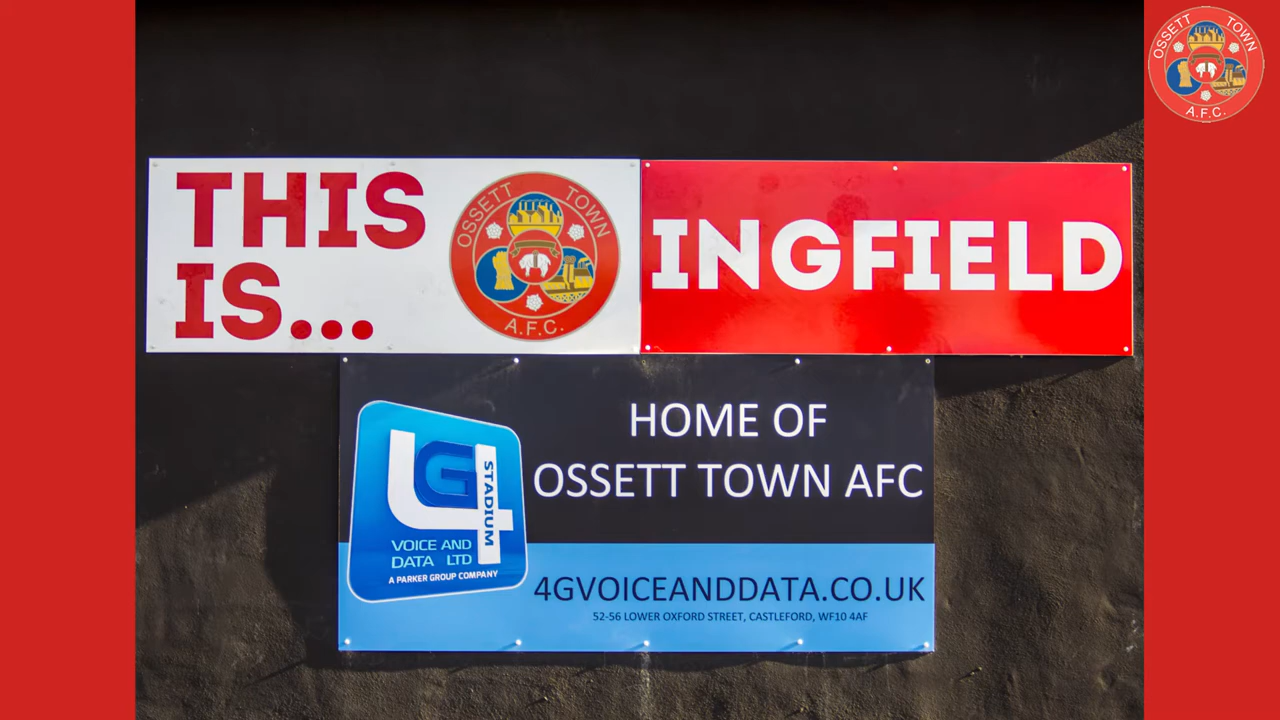 OSSETT TOWN
A.F.C.
THIS
IS...
OSSETT TOWN
A.F.C.
INGFIELD
4G
STADIUM
VOICE AND
DATA LTD
A PARKER GROUP COMPANY
HOME OF
OSSETT TOWN AFC
4GVOICEANDDATA.CO.UK
52-56 LOWER OXFORD STREET, CASTLEFORD, WF10 4AF